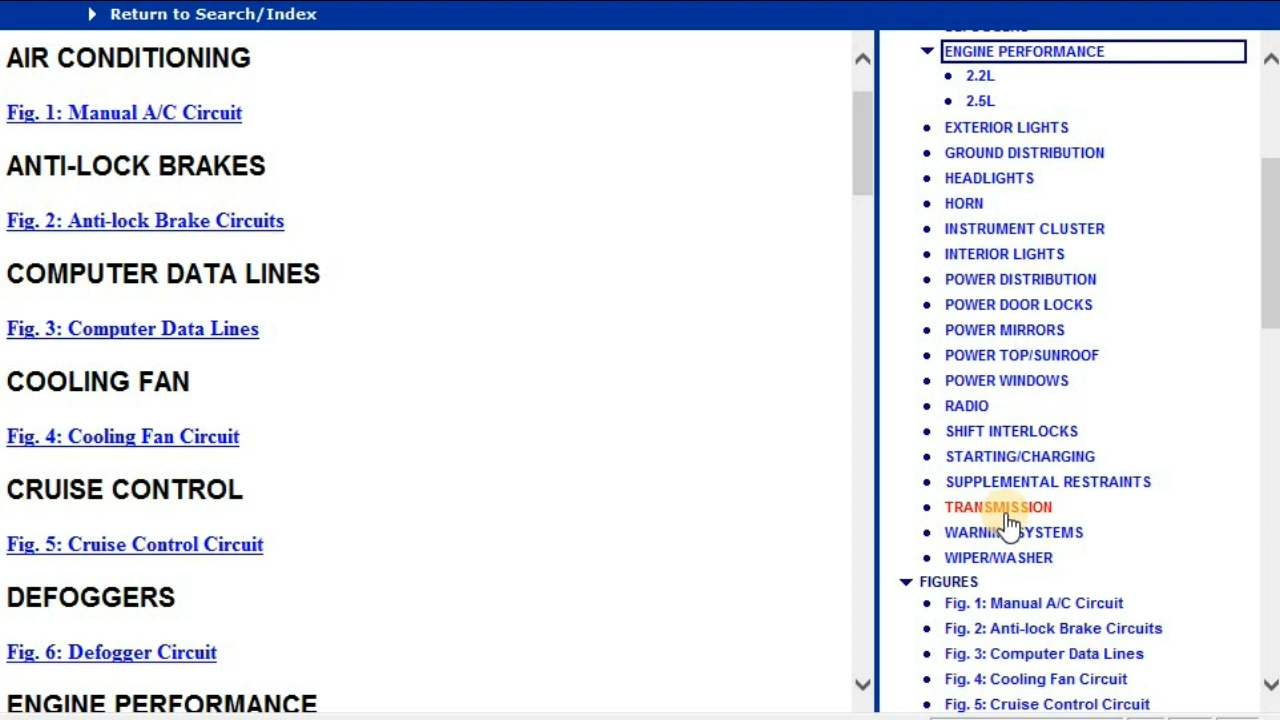 Return to Search/Index
AIR CONDITIONING
Fig. 1: Manual A/C Circuit
ANTI-LOCK BRAKES
Fig. 2: Anti-lock Brake Circuits
COMPUTER DATA LINES
Fig. 3: Computer Data Lines
COOLING FAN
Fig. 4: Cooling Fan Circuit
CRUISE CONTROL
Fig. 5: Cruise Control Circuit
DEFOGGERS
Fig. 6: Defogger Circuit
ENGINE PERFORMANCE
DEFOGGERS
ENGINE PERFORMANCE
2.2L
2.5L
EXTERIOR LIGHTS
GROUND DISTRIBUTION
HEADLIGHTS
HORN
INSTRUMENT CLUSTER
INTERIOR LIGHTS
POWER DISTRIBUTION
POWER DOOR LOCKS
POWER MIRRORS
POWER TOP/SUNROOF
POWER WINDOWS
RADIO
SHIFT INTERLOCKS
STARTING/CHARGING
SUPPLEMENTAL RESTRAINTS
TRANSMISSION
WARNING SYSTEMS
WIPER/WASHER
FIGURES
Fig. 1: Manual A/C Circuit
Fig. 2: Anti-lock Brake Circuits
Fig. 3: Computer Data Lines
Fig. 4: Cooling Fan Circuit
Fig. 5: Cruise Control Circuit